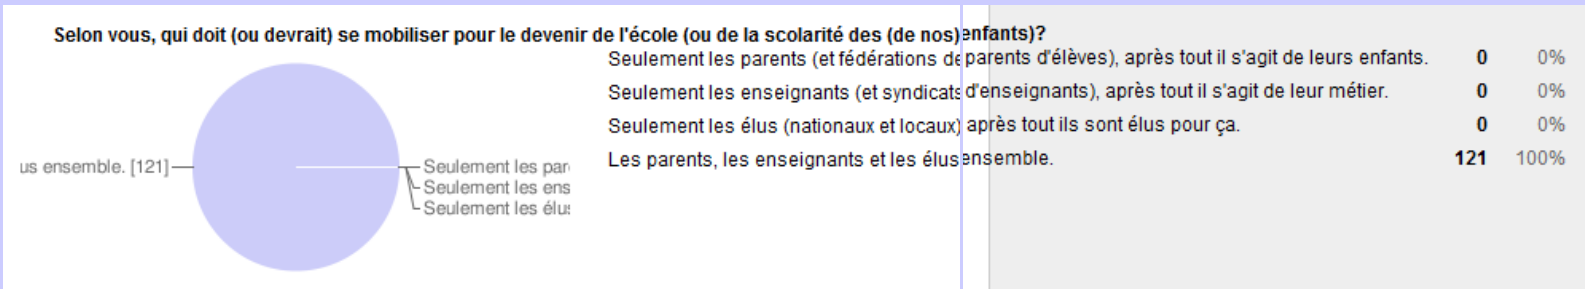 Selon vous, qui doit (ou devrait) se mobiliser pour le devenir de l'école (ou de la scolarité des (de nos) enfants)?
Seulement les parents (et fédérations de parents d'élèves), après tout il s'agit de leurs enfants. 0 0%
Seulement les enseignants (et syndicats d'enseignants), après tout il s'agit de leur métier. 0 0%
Seulement les élus (nationaux et locaux) après tout ils sont élus pour ça. 0 0%
Les parents, les enseignants et les élus ensemble. 121 100%
us ensemble. [121]
Seulement les par
Seulement les ens
Seulement les élus